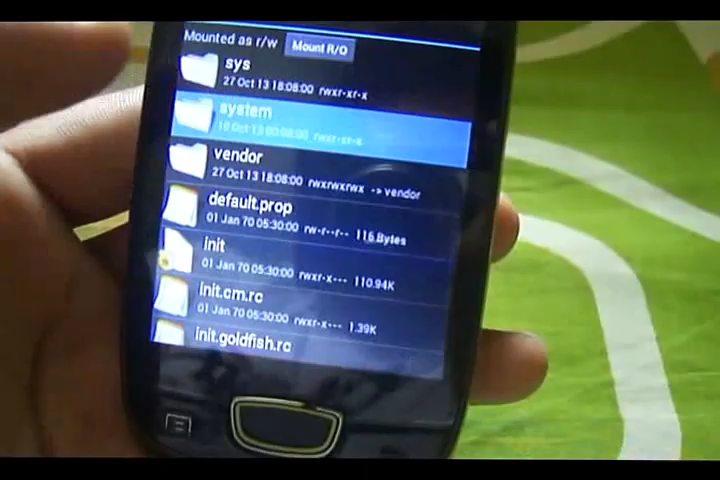 Mounted as r/w Mount R/O
sys
27 Oct 13 18:08:00 rwxr-xr-x
system
rwxr-xr-x
vendor
27 Oct 13 18:08:00 rwxrwxrwx -> vendor
default.prop
01 Jan 70 05:30:00 rw-r--r-- 116 Bytes
init
01 Jan 70 05:30:00 rwxr-x--- 110.94K
init.cm.rc
01 Jan 70 05:30:00 rwxr-x--- 1.39K
init.goldfish.rc